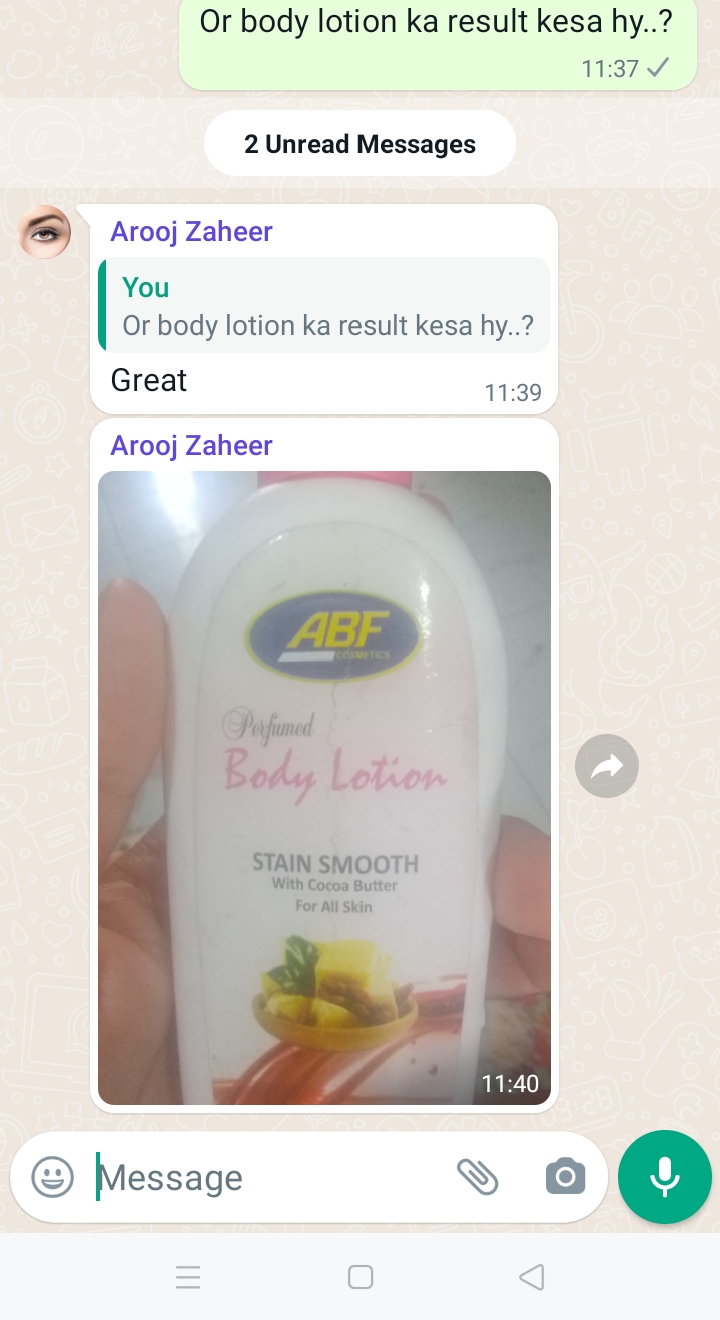 Or body lotion ka result kesa hy..?
11:37
2 Unread Messages
Arooj Zaheer
You
Or body lotion ka result kesa hy..?
Great
11:39
Arooj Zaheer
ABF
COSMETICS
Perfumed
Body Lotion
STAIN SMOOTH
With Cocoa Butter
For All Skin
11:40
Message